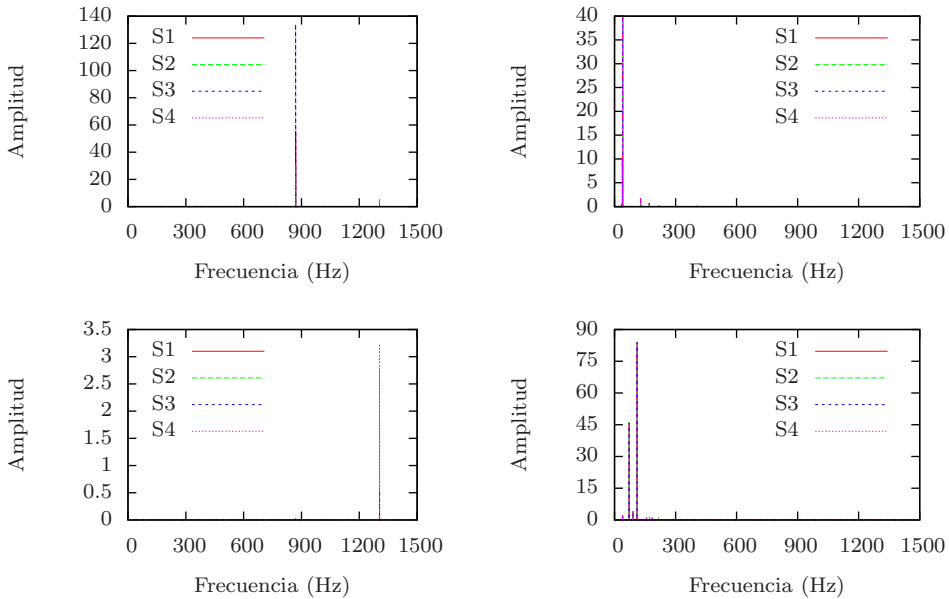 Amplitud
140
120
100
80
60
40
20
0
S1
S2
S3
S4
0 300 600 900 1200 1500
Frecuencia (Hz)
Amplitud
40
35
30
25
20
15
10
5
0
S1
S2
S3
S4
0 300 600 900 1200 1500
Frecuencia (Hz)
Amplitud
3.5
3
2.5
2
1.5
1
0.5
0
S1
S2
S3
S4
0 300 600 900 1200 1500
Frecuencia (Hz)
Amplitud
90
75
60
45
30
15
0
S1
S2
S3
S4
0 300 600 900 1200 1500
Frecuencia (Hz)